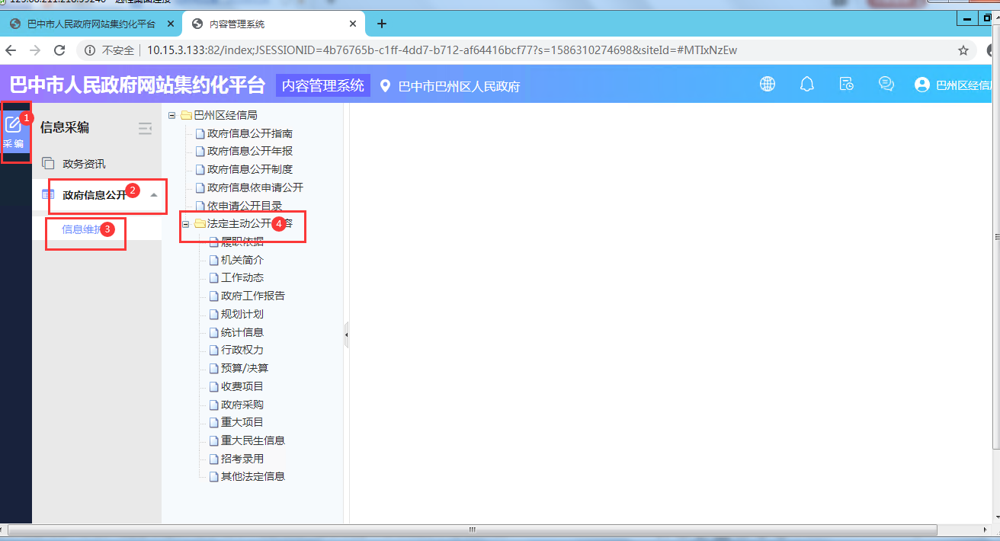 巴中市人民政府网站集约化平台
内容管理系统
不安全
10.15.3.133:82/index;JSESSIONID=4b76765b-c1ff-4dd7-b712-af64416bcf77?s=1586310274698&siteId=#MTIxNzEw
巴中市人民政府网站集约化平台 内容管理系统 巴中市巴州区人民政府 巴州区经信
采编
1
信息采编
政务资讯
政府信息公开
2
信息维护
3
巴州区经信局
政府信息公开指南
政府信息公开年报
政府信息公开制度
政府信息依申请公开
依申请公开目录
法定主动公开 容
4
履职依据
机关简介
工作动态
政府工作报告
规划计划
统计信息
行政权力
预算/决算
收费项目
政府采购
重大项目
重大民生信息
招考录用
其他法定信息